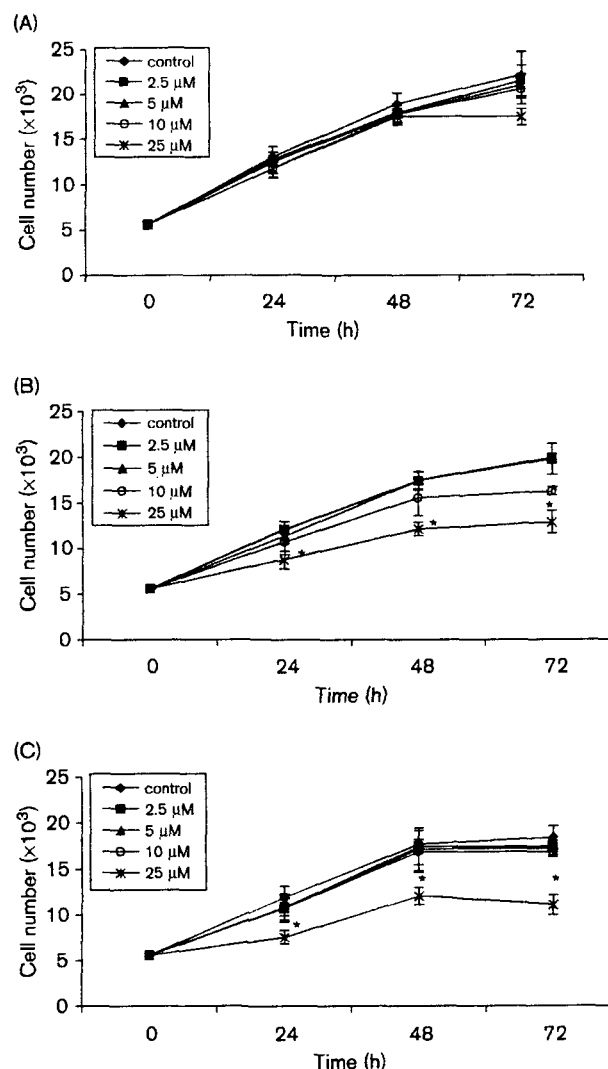 (A)
25
20
15
10
5
0
Cell number (×10³)
control
2.5 μM
5 μM
10 μM
25 μM
0 24 48 72
Time (h)
(B)
25
20
15
10
5
0
Cell number (×10³)
control
2.5 μM
5 μM
10 μM
25 μM
*
*
*
0 24 48 72
Time (h)
(C)
25
20
15
10
5
0
Cell number (×10³)
control
2.5 μM
5 μM
10 μM
25 μM
*
*
*
0 24 48 72
Time (h)